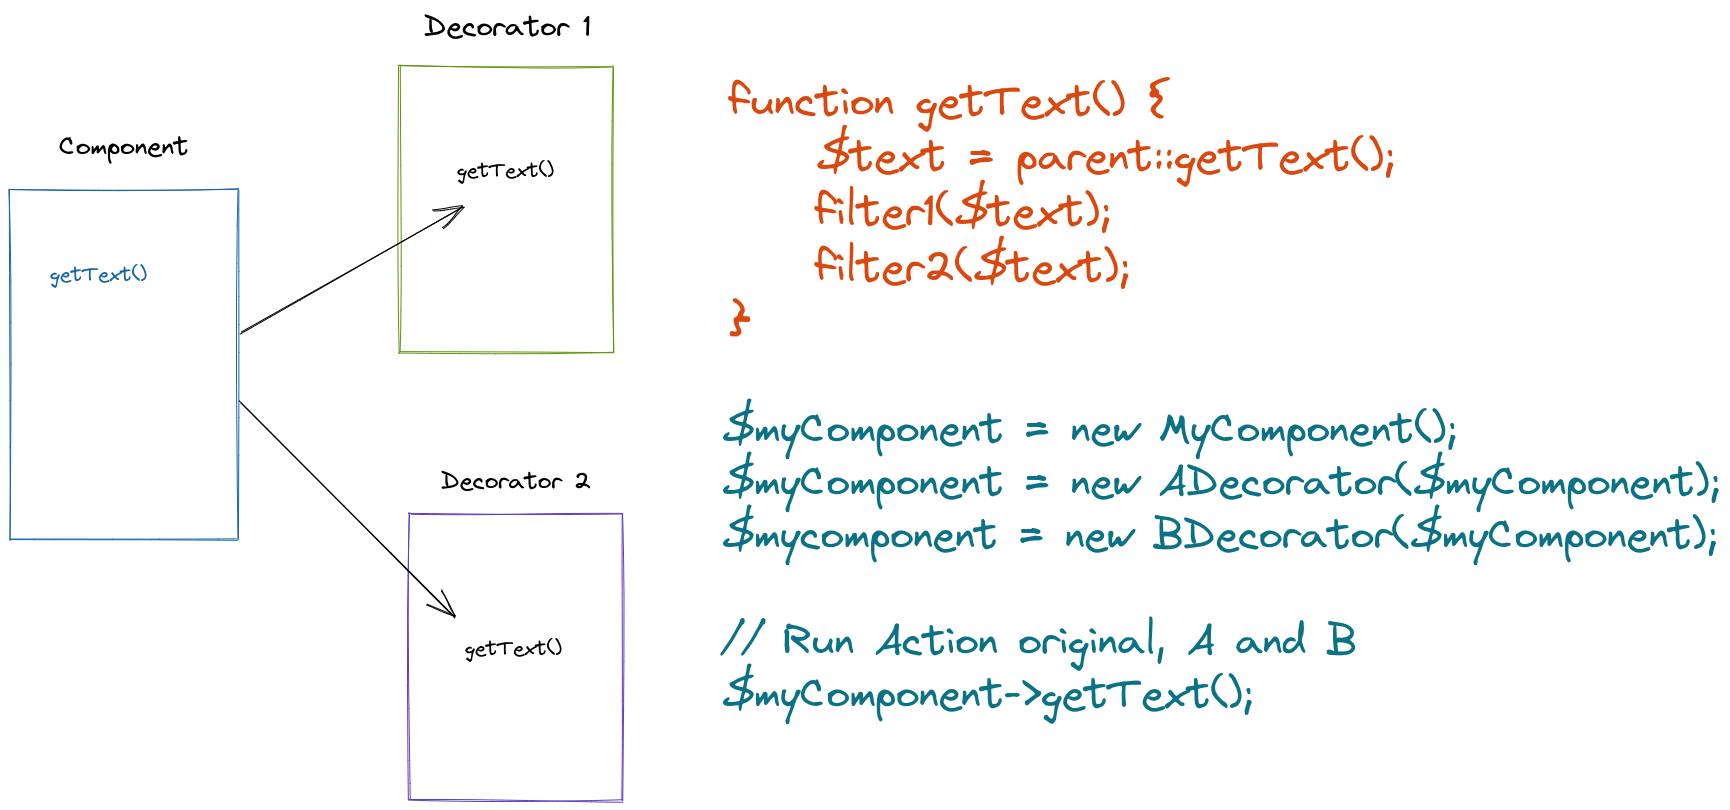 Component
getText()
Decorator 1
getText()
Decorator 2
getText()
function getText() {
$text = parent::getText();
filter1($text);
filter2($text);
}
$myComponent = new MyComponent();
$myComponent = new ADecorator($myComponent);
$mycomponent = new BDecorator($myComponent);
// Run Action original, A and B
$myComponent->getText();